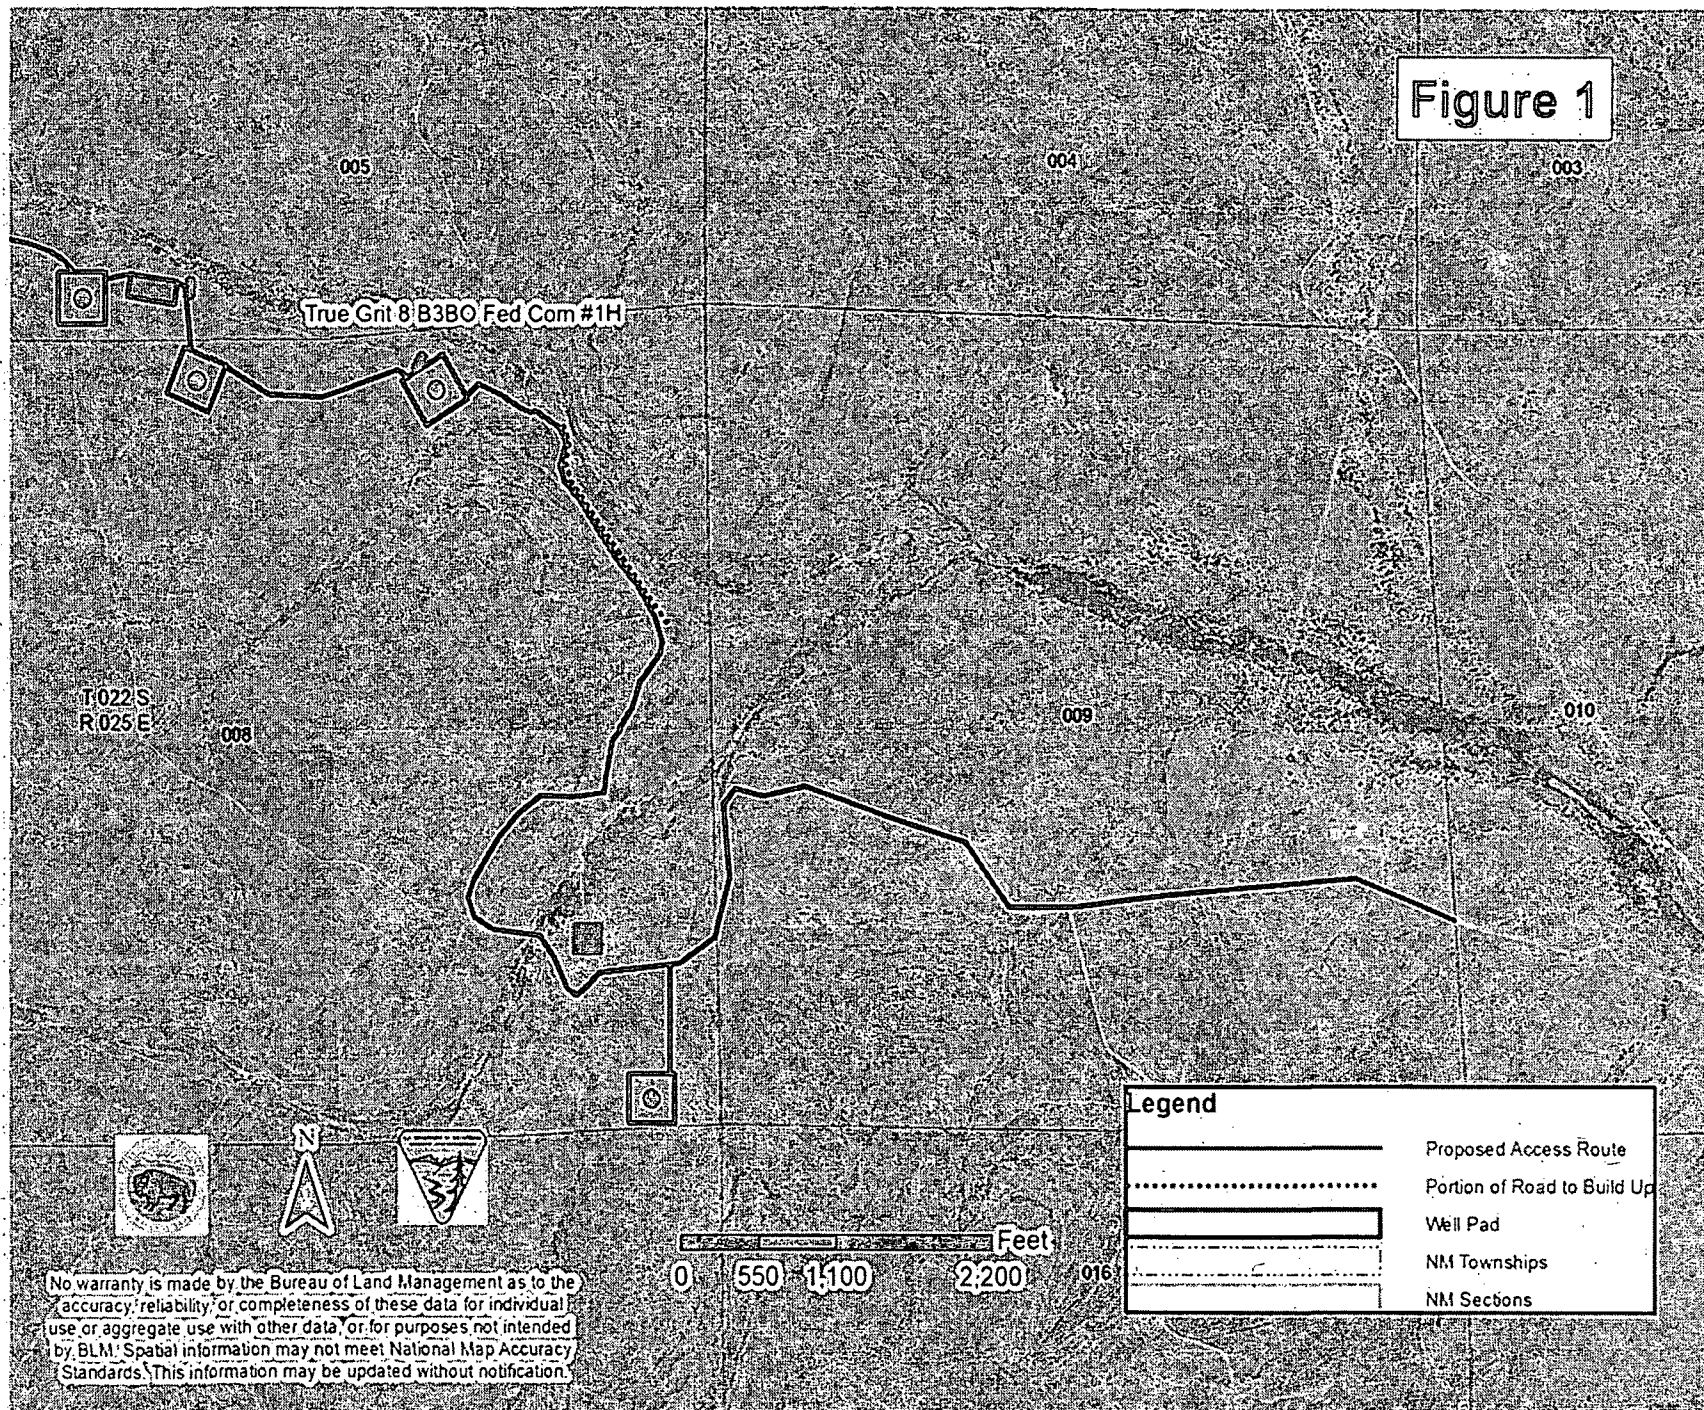 Figure 1
005
004
003
True Grit 8 B3BO Fed Com #1H
T 022 S
R 025 E
008
009
010
Legend
Proposed Access Route
Portion of Road to Build Up
Well Pad
NM Townships
NM Sections
N
Feet
0 550 1,100 2,200
016
No warranty is made by the Bureau of Land Management as to the
accuracy, reliability, or completeness of these data for individual
use or aggregate use with other data, or for purposes not intended
by BLM. Spatial information may not meet National Map Accuracy
Standards. This information may be updated without notification.